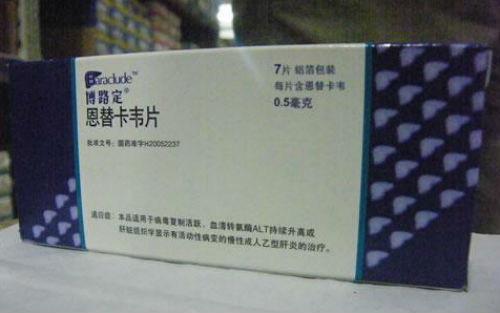 Baraclude™
博路定®
恩替卡韦片
批准文号：国药准字H20052237
7片 铝箔包装
每片含恩替卡韦
0.5毫克
适应症：本品适用于病毒复制活跃、血清转氨酶ALT持续升高或
肝脏组织学显示有活动性病变的慢性成人乙型肝炎的治疗。